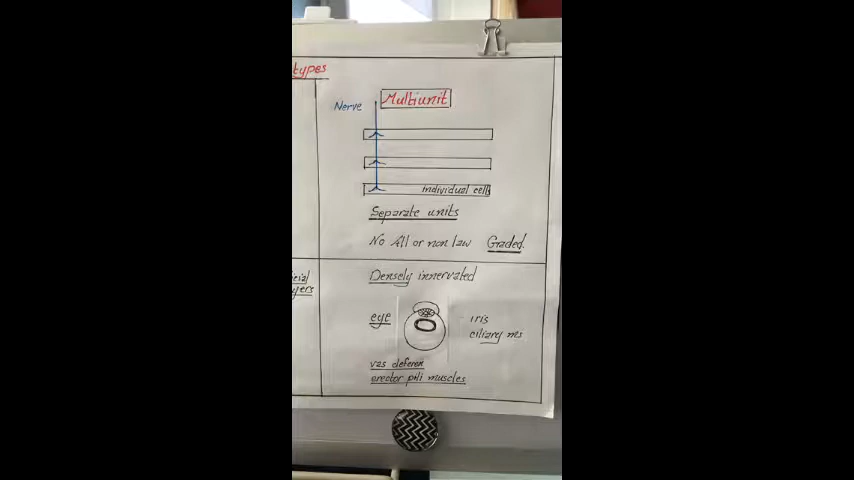 types
Multiunit
Nerve
individual cells
Separate units
No All or non law Graded.
Densely innervated
eye
iris
ciliary ms
vas deferen
erector pili muscles